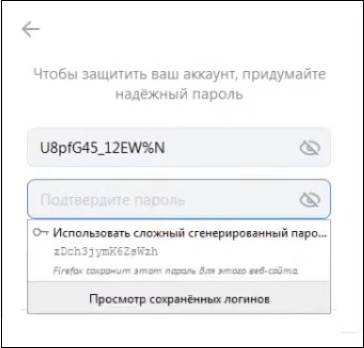 Чтобы защитить ваш аккаунт, придумайте
надёжный пароль
U8pfG45_12EW%N
Подтвердите пароль
Использовать сложный сгенерированный паро...
zDch3jymK6ZsWzh
Firefox сохранит этот пароль для этого веб-сайта.
Просмотр сохранённых логинов